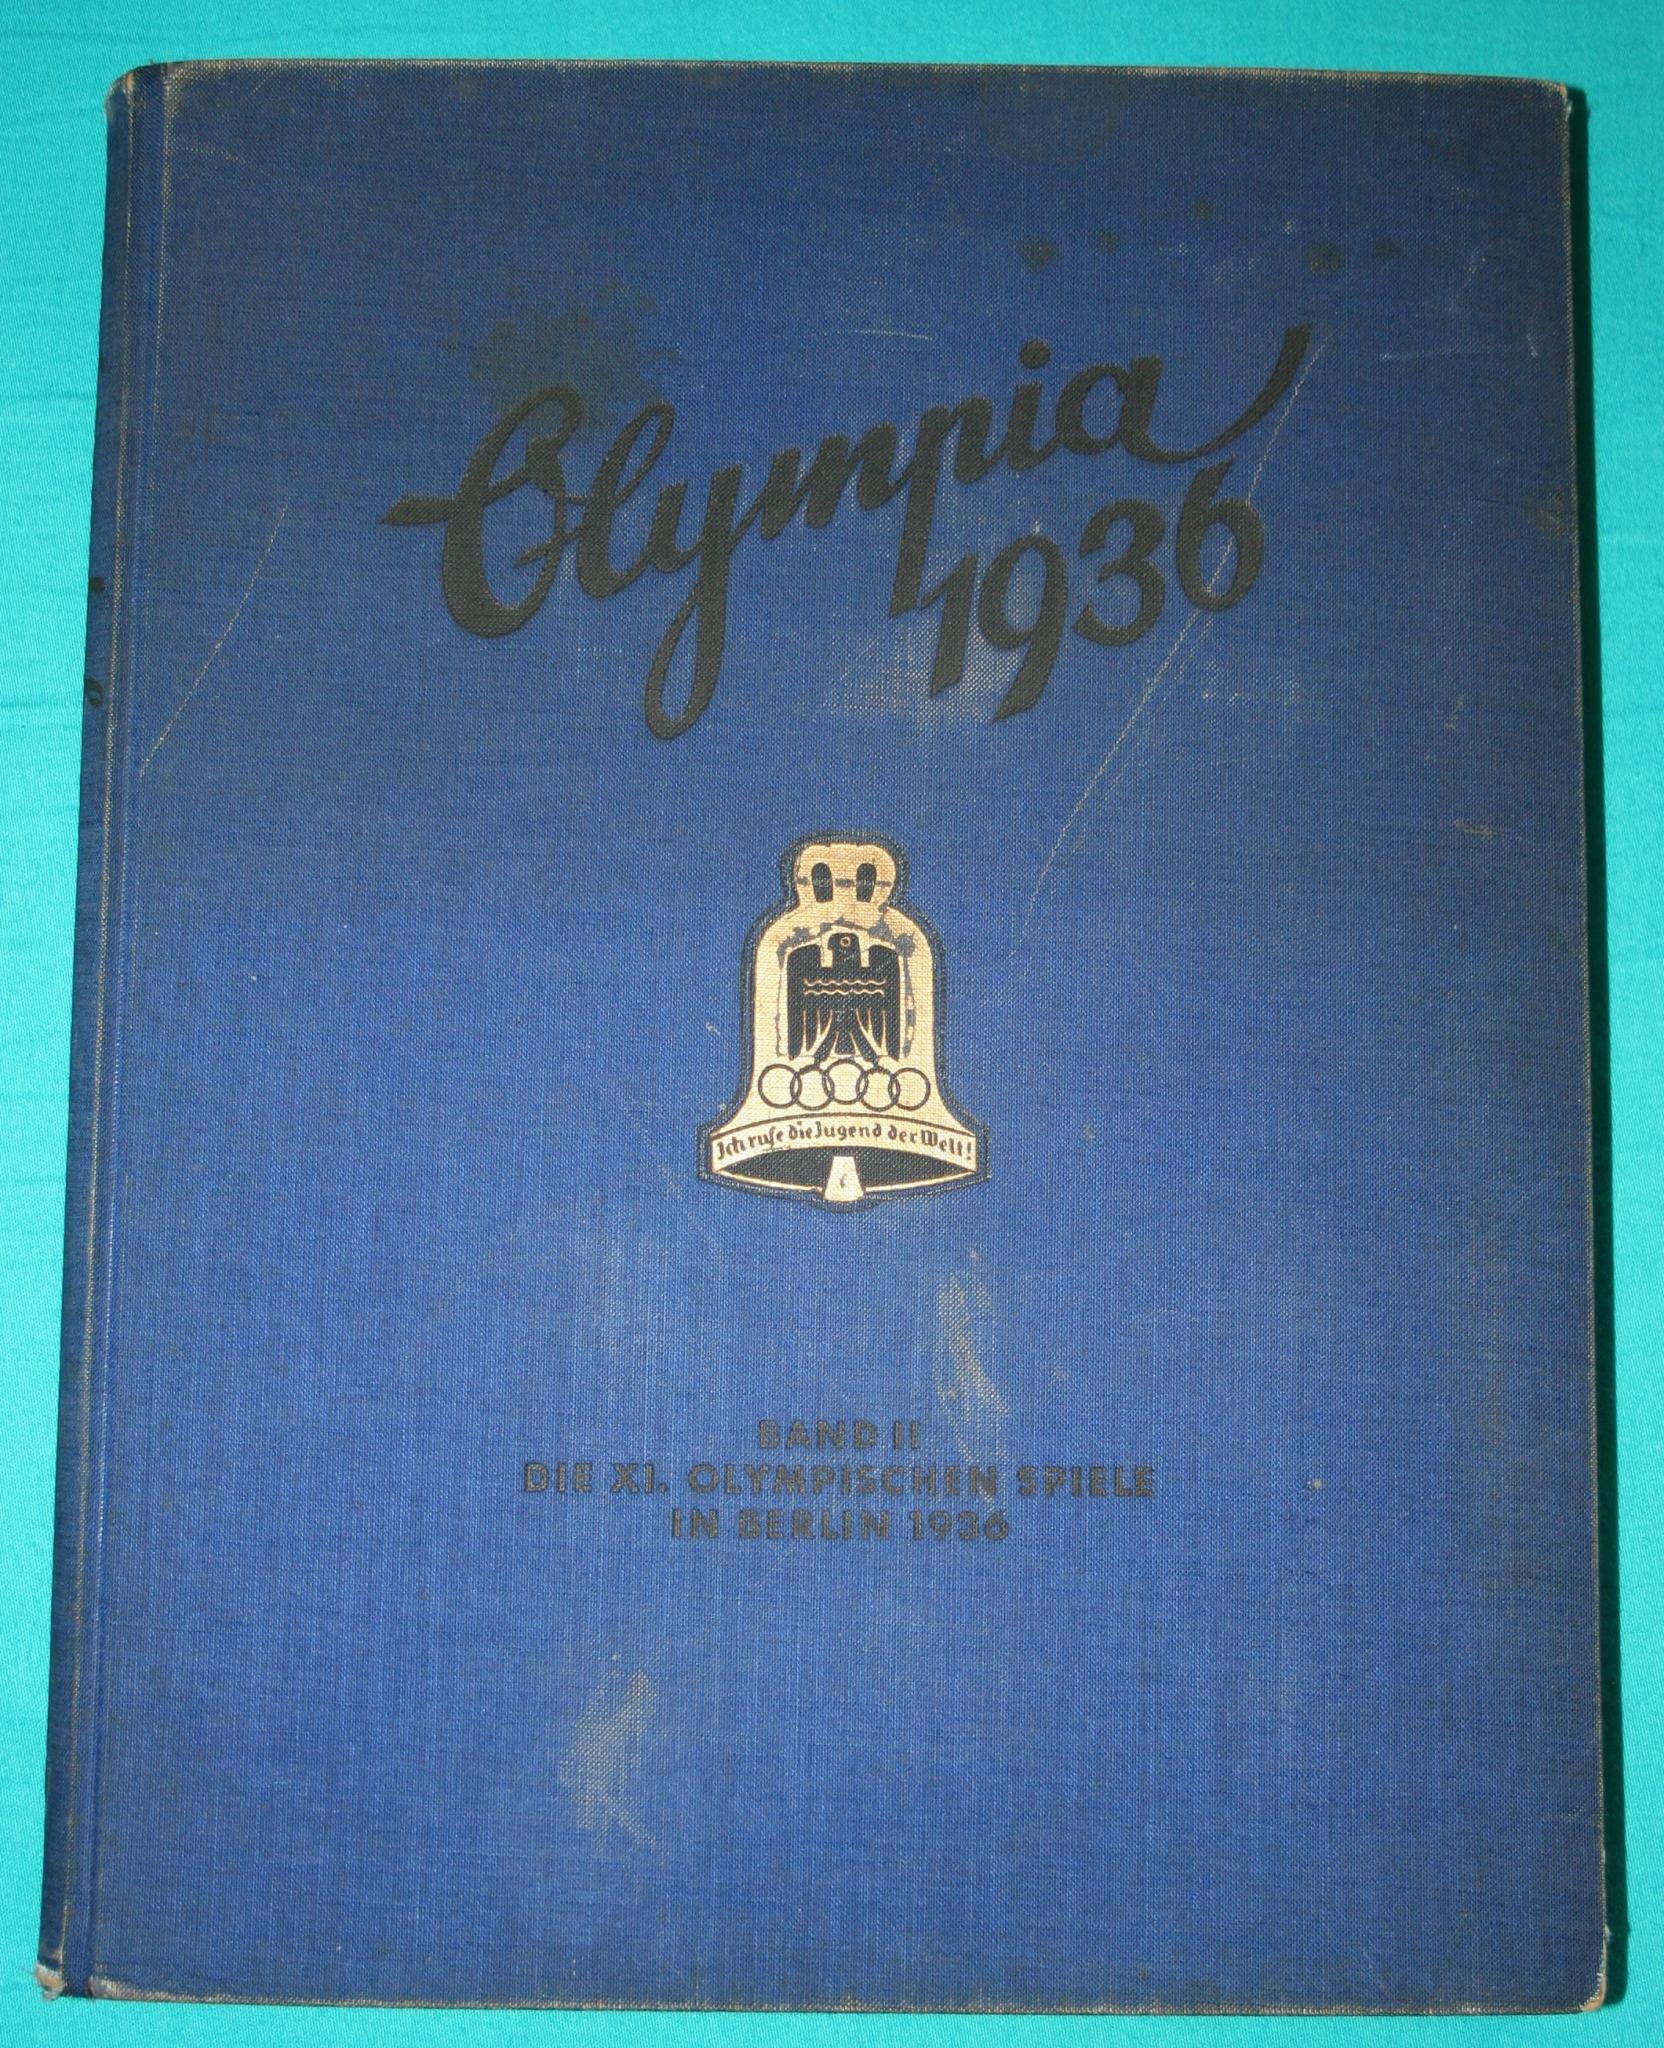 Olympia
1936
Ich rufe die Jugend der Welt!
BAND II
DIE XI. OLYMPISCHEN SPIELE
IN BERLIN 1936